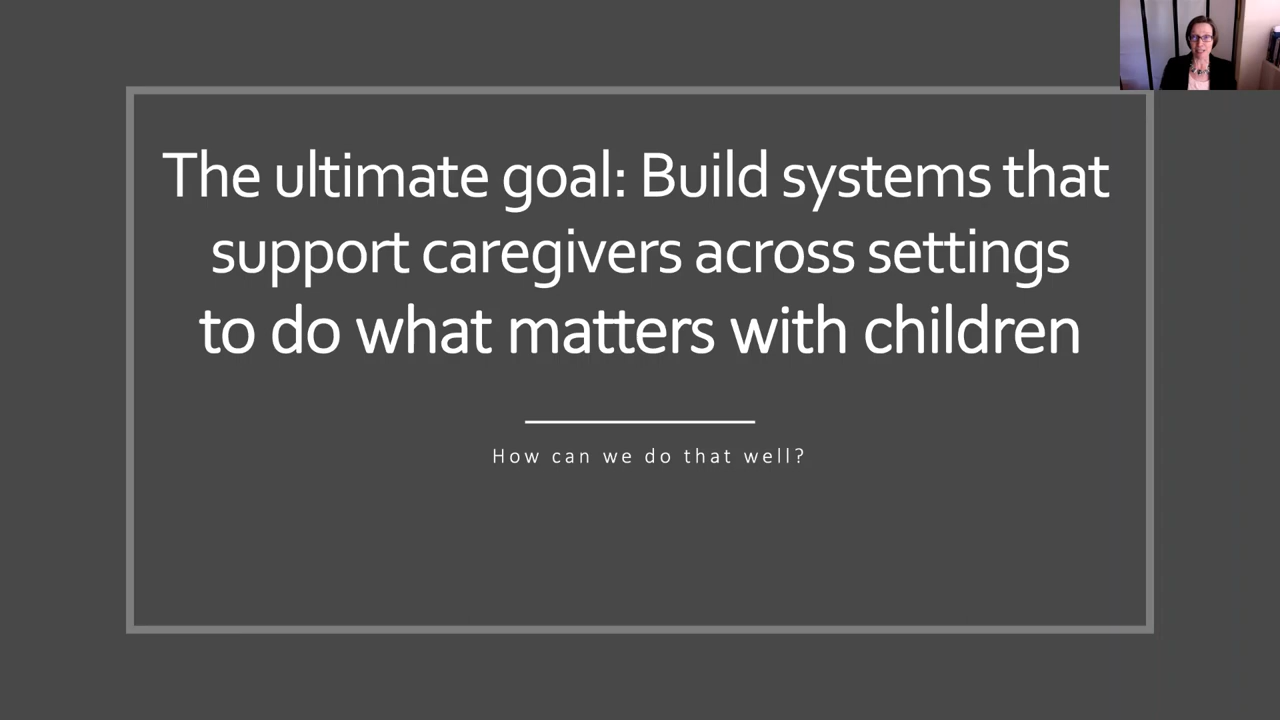 The ultimate goal: Build systems that
support caregivers across settings
to do what matters with children
How can we do that well?